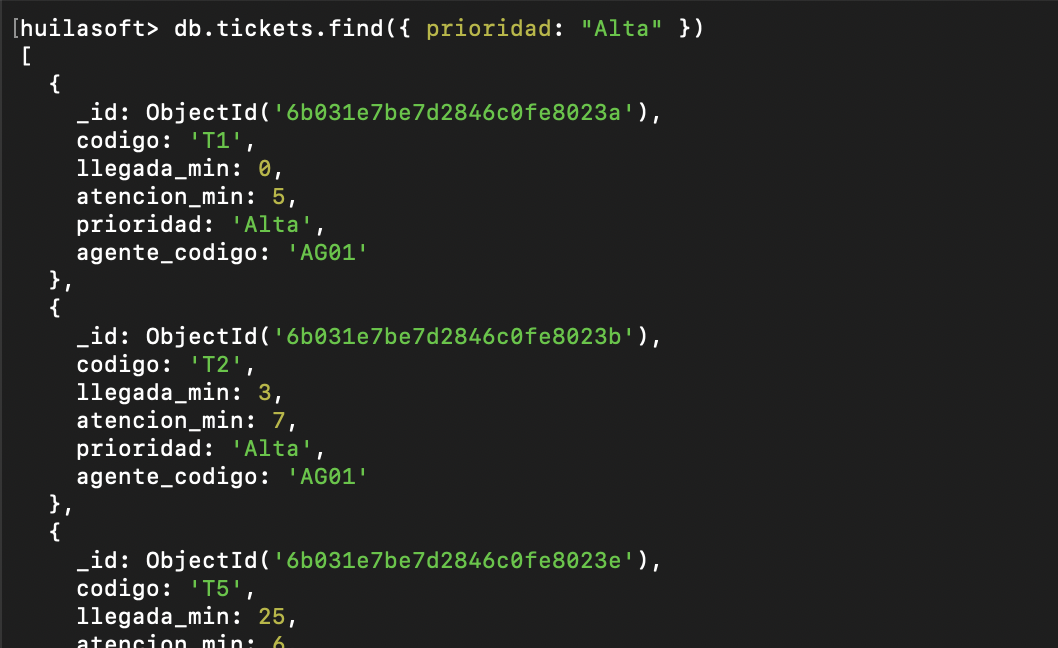 [huilasoft> db.tickets.find({ prioridad: "Alta" })
[
  {
    _id: ObjectId('6b031e7be7d2846c0fe8023a'),
    codigo: 'T1',
    llegada_min: 0,
    atencion_min: 5,
    prioridad: 'Alta',
    agente_codigo: 'AG01'
  },
  {
    _id: ObjectId('6b031e7be7d2846c0fe8023b'),
    codigo: 'T2',
    llegada_min: 3,
    atencion_min: 7,
    prioridad: 'Alta',
    agente_codigo: 'AG01'
  },
  {
    _id: ObjectId('6b031e7be7d2846c0fe8023e'),
    codigo: 'T5',
    llegada_min: 25,
    atencion_min: 6